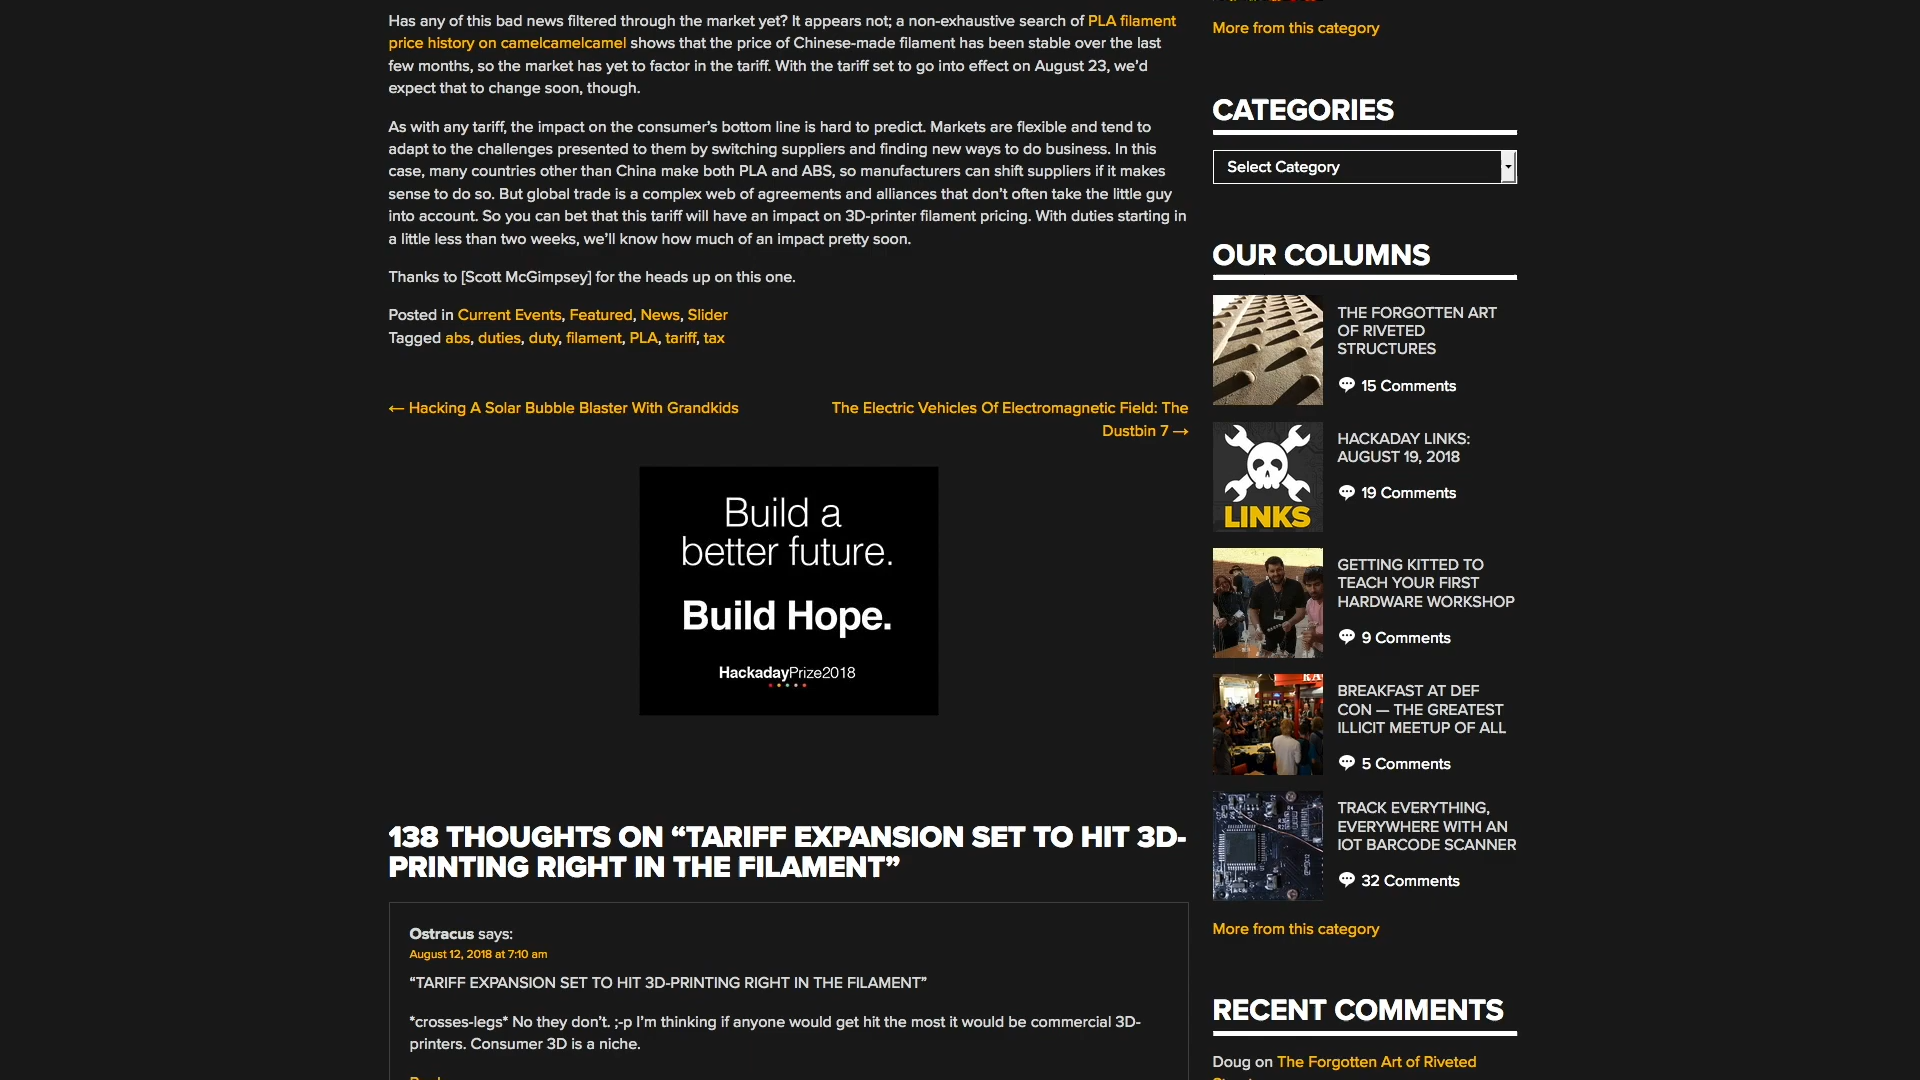 Has any of this bad news filtered through the market yet? It appears not; a non-exhaustive search of PLA filament
price history on camelcamelcamel shows that the price of Chinese-made filament has been stable over the last
few months, so the market has yet to factor in the tariff. With the tariff set to go into effect on August 23, we’d
expect that to change soon, though.
As with any tariff, the impact on the consumer’s bottom line is hard to predict. Markets are flexible and tend to
adapt to the challenges presented to them by switching suppliers and finding new ways to do business. In this
case, many countries other than China make both PLA and ABS, so manufacturers can shift suppliers if it makes
sense to do so. But global trade is a complex web of agreements and alliances that don’t often take the little guy
into account. So you can bet that this tariff will have an impact on 3D-printer filament pricing. With duties starting in
a little less than two weeks, we’ll know how much of an impact pretty soon.
Thanks to [Scott McGimpsey] for the heads up on this one.
Posted in Current Events, Featured, News, Slider
Tagged abs, duties, duty, filament, PLA, tariff, tax
← Hacking A Solar Bubble Blaster With Grandkids
The Electric Vehicles Of Electromagnetic Field: The
Dustbin 7 →
Build a
better future.
Build Hope.
HackadayPrize2018
138 THOUGHTS ON “TARIFF EXPANSION SET TO HIT 3D-
PRINTING RIGHT IN THE FILAMENT”
Ostracus says:
August 12, 2018 at 7:10 am
“TARIFF EXPANSION SET TO HIT 3D-PRINTING RIGHT IN THE FILAMENT”
*crosses-legs* No they don’t. ;-p I’m thinking if anyone would get hit the most it would be commercial 3D-
printers. Consumer 3D is a niche.
More from this category
CATEGORIES
Select Category
OUR COLUMNS
THE FORGOTTEN ART
OF RIVETED
STRUCTURES
15 Comments
LINKS
HACKADAY LINKS:
AUGUST 19, 2018
19 Comments
GETTING KITTED TO
TEACH YOUR FIRST
HARDWARE WORKSHOP
9 Comments
BREAKFAST AT DEF
CON — THE GREATEST
ILLICIT MEETUP OF ALL
5 Comments
TRACK EVERYTHING,
EVERYWHERE WITH AN
IOT BARCODE SCANNER
32 Comments
More from this category
RECENT COMMENTS
Doug on The Forgotten Art of Riveted